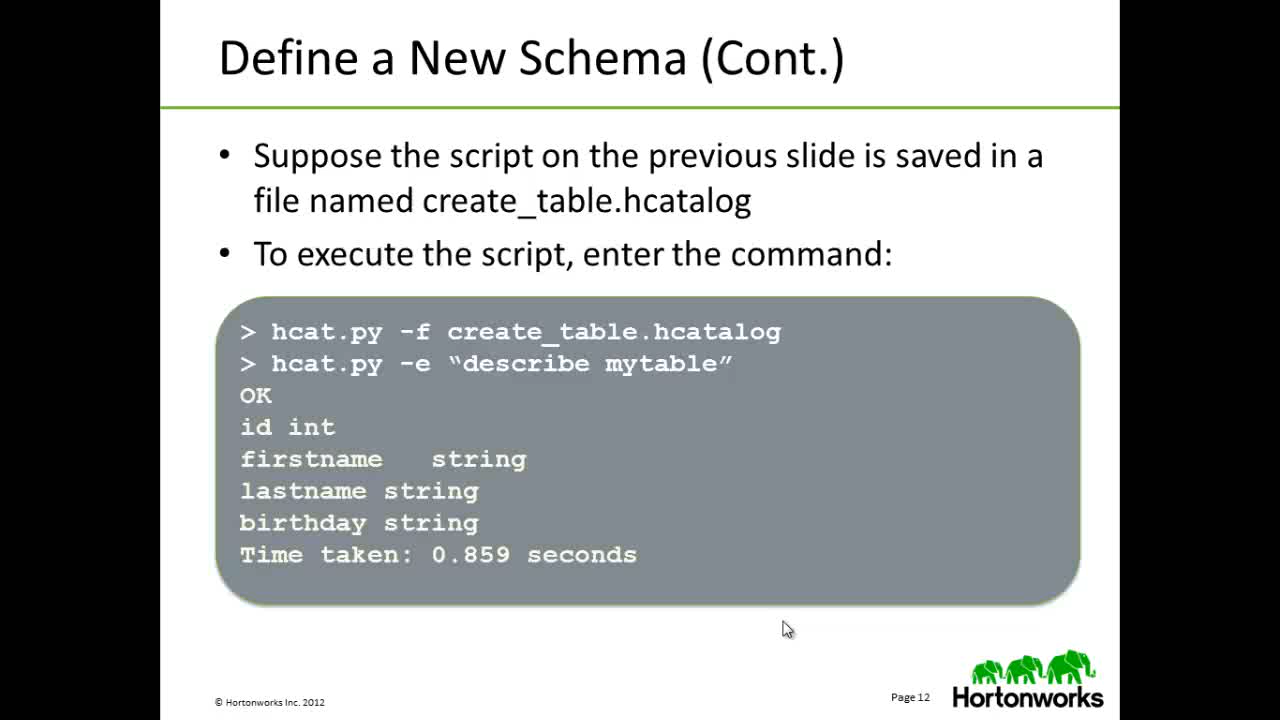 Define a New Schema (Cont.)
• Suppose the script on the previous slide is saved in a
file named create_table.hcatalog
• To execute the script, enter the command:
> hcat.py -f create_table.hcatalog
> hcat.py -e “describe mytable”
OK
id int
firstname   string
lastname string
birthday string
Time taken: 0.859 seconds
© Hortonworks Inc. 2012
Page 12
Hortonworks